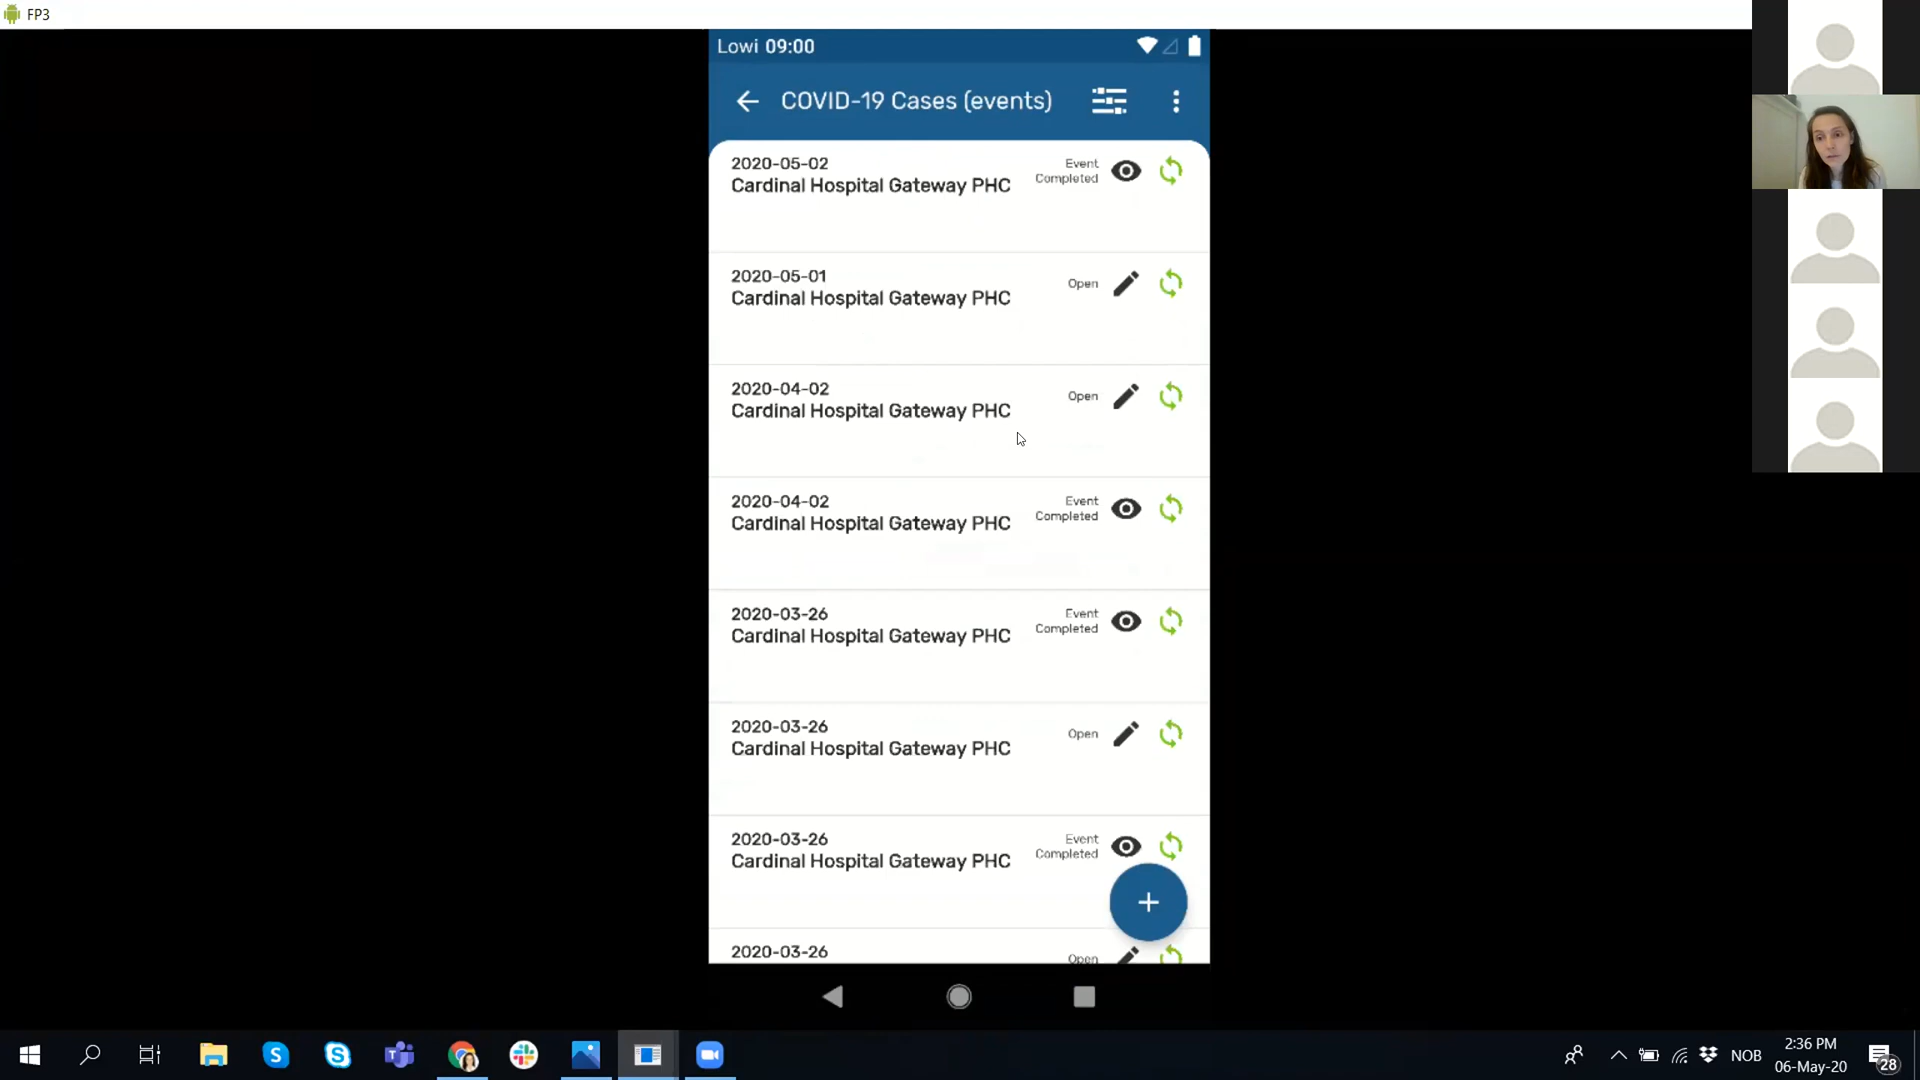 FP3
Lowi 09:00
COVID-19 Cases (events)
2020-05-02
Cardinal Hospital Gateway PHC
Event
Completed
2020-05-01
Cardinal Hospital Gateway PHC
Open
2020-04-02
Cardinal Hospital Gateway PHC
Open
2020-04-02
Cardinal Hospital Gateway PHC
Event
Completed
2020-03-26
Cardinal Hospital Gateway PHC
Event
Completed
2020-03-26
Cardinal Hospital Gateway PHC
Open
2020-03-26
Cardinal Hospital Gateway PHC
Event
Completed
2020-03-26
Open
NOB
2:36 PM
06-May-20
28